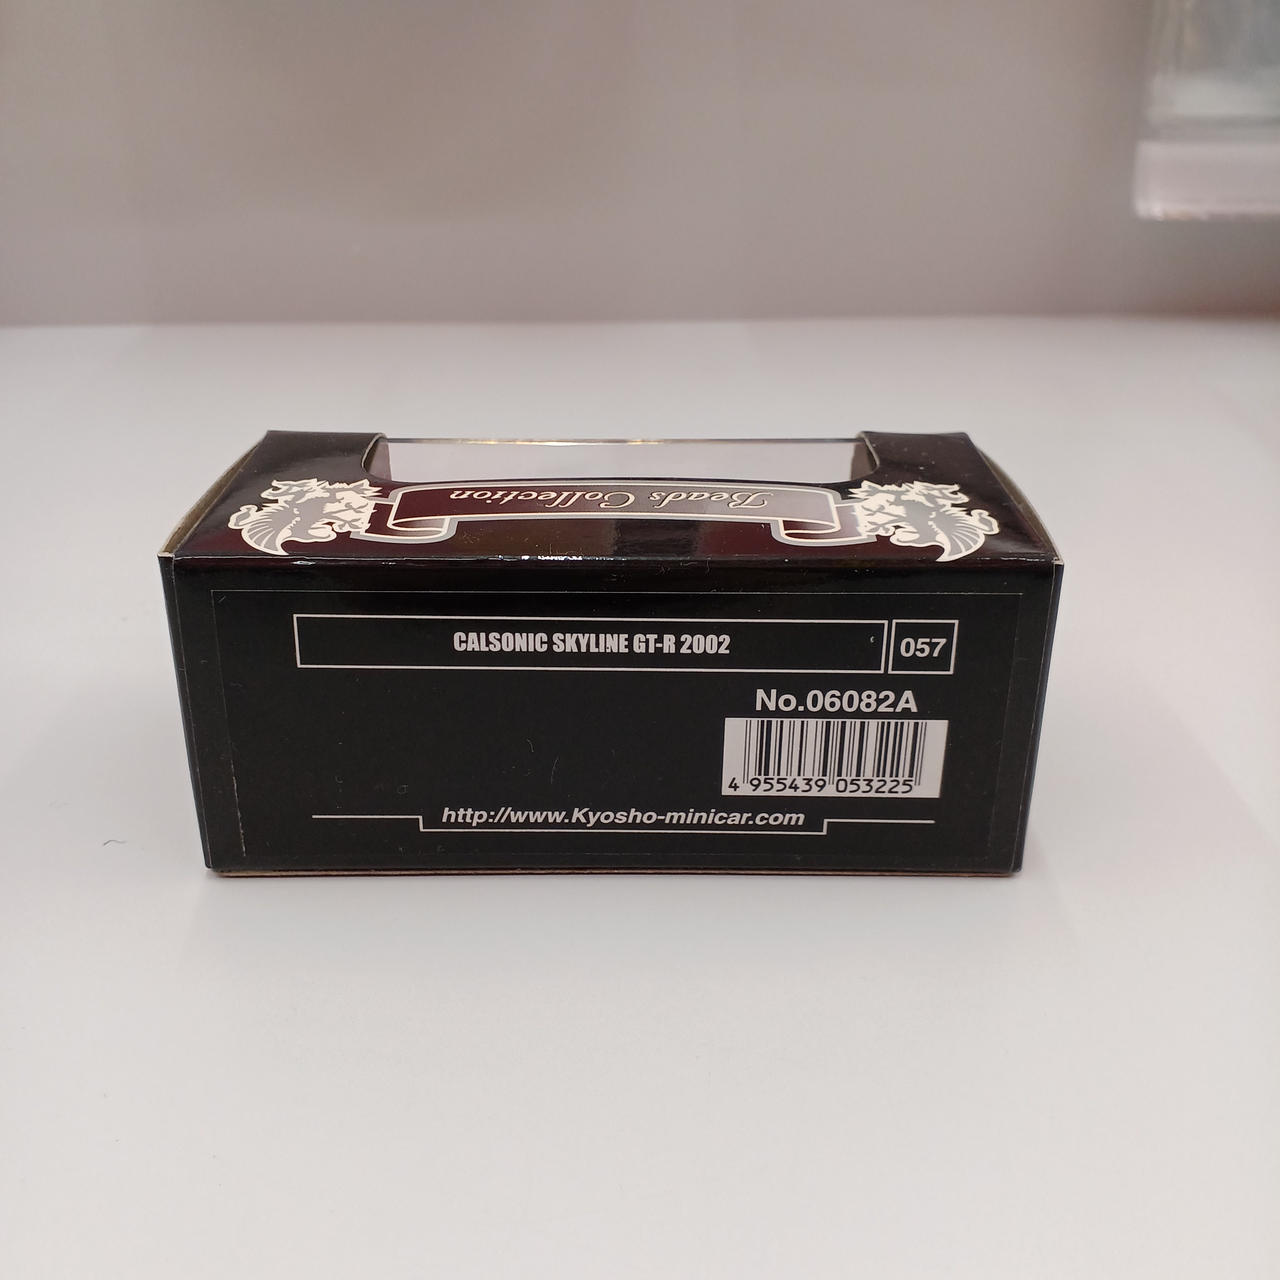 Beads Collection
CALSONIC SKYLINE GT-R 2002
057
No.06082A
4 955439 053225
http://www.Kyosho-minicar.com